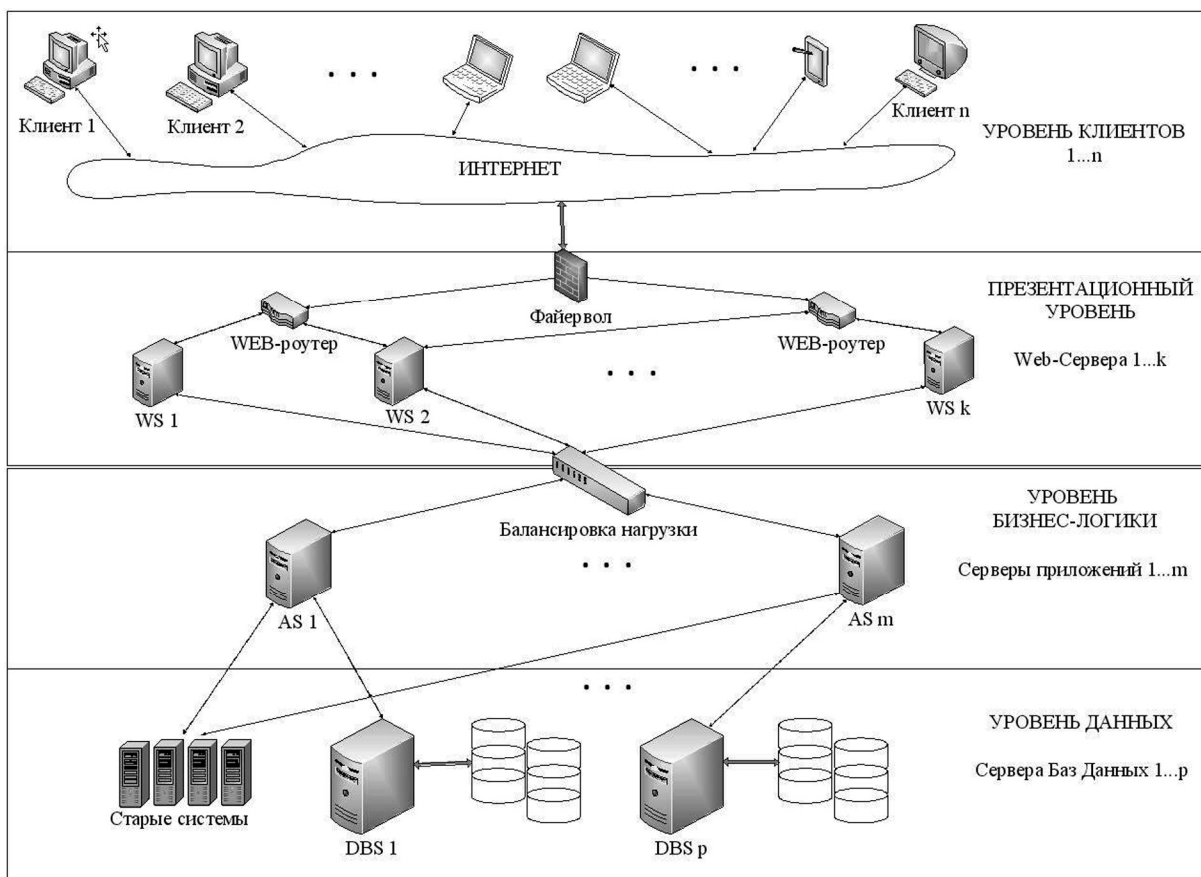 Клиент 1
Клиент 2
Клиент n
УРОВЕНЬ КЛИЕНТОВ
1...n
ИНТЕРНЕТ
Файервол
WEB-роутер
WEB-роутер
ПРЕЗЕНТАЦИОННЫЙ
УРОВЕНЬ
Web-Сервера 1...k
WS 1
WS 2
WS k
Балансировка нагрузки
УРОВЕНЬ
БИЗНЕС-ЛОГИКИ
Серверы приложений 1...m
AS 1
AS m
УРОВЕНЬ ДАННЫХ
Сервера Баз Данных 1...p
Старые системы
DBS 1
DBS p